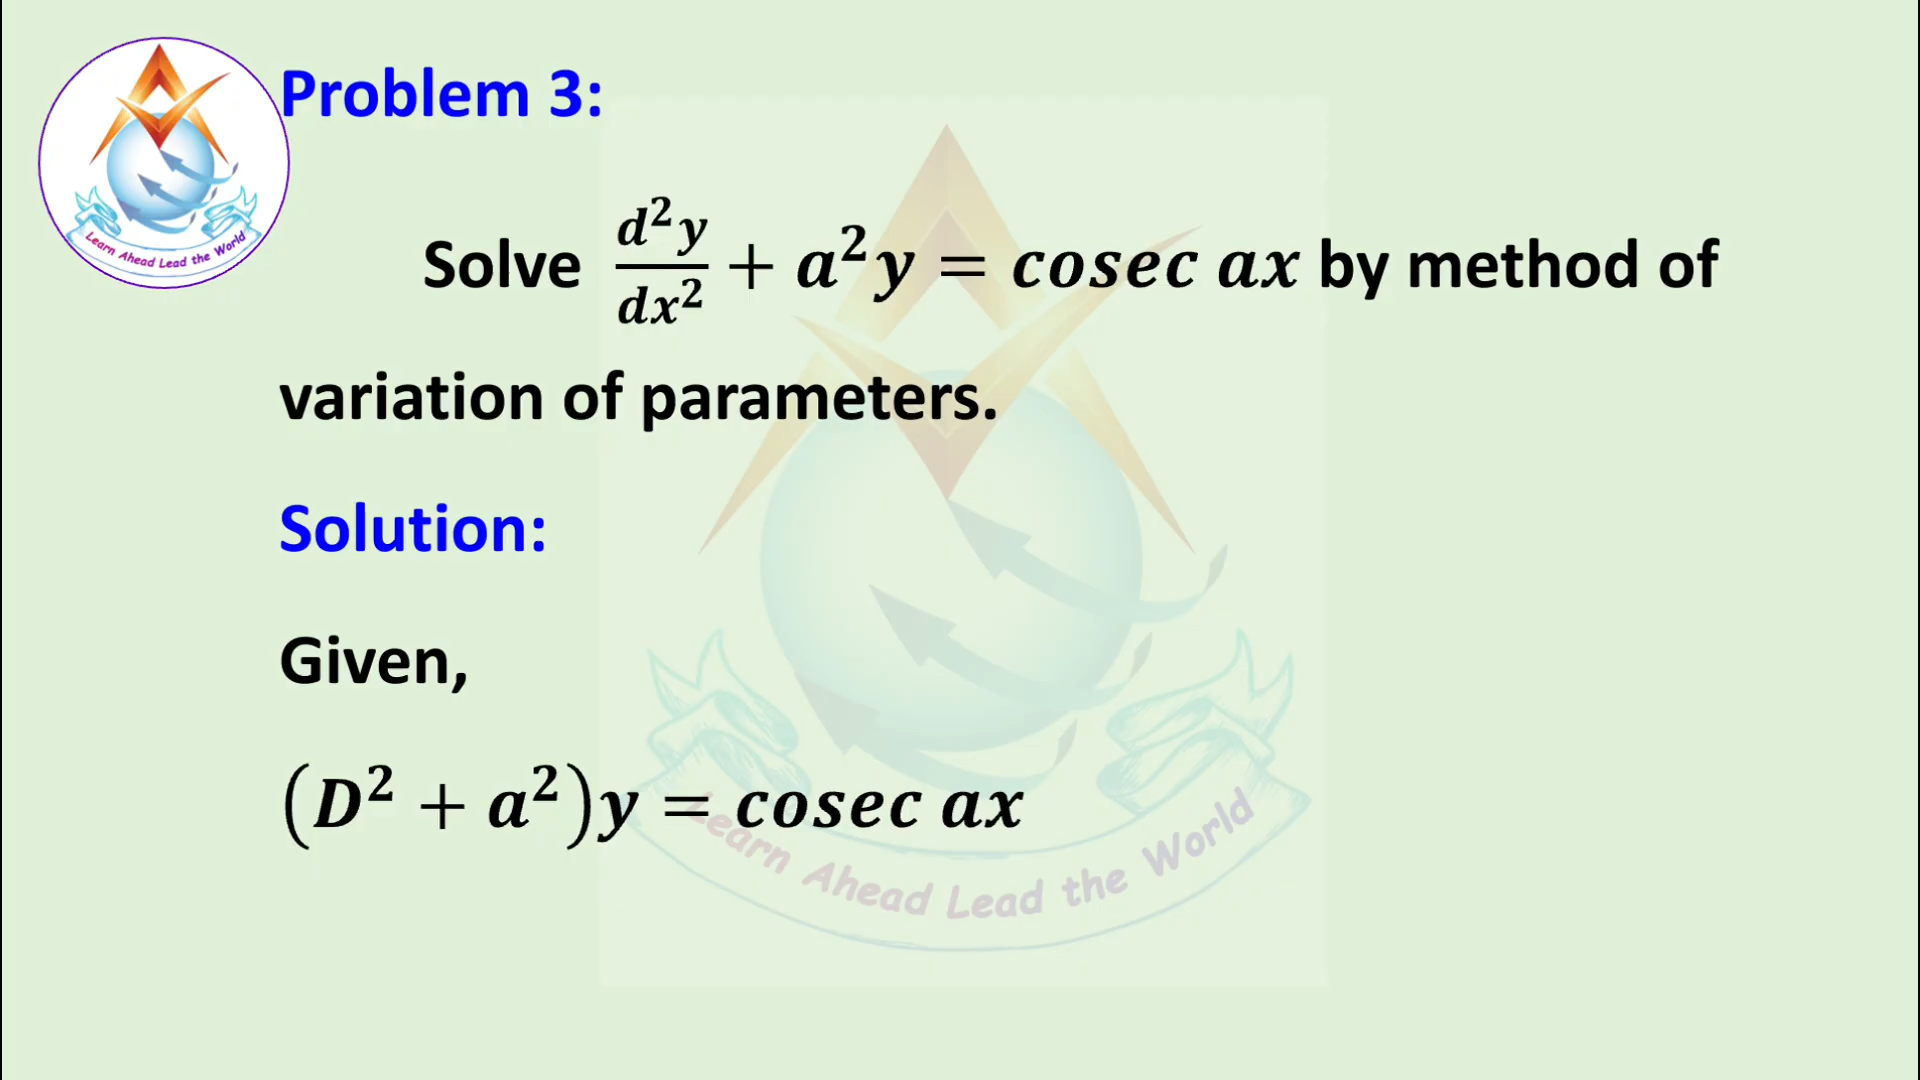 Learn Ahead Lead the World
Problem 3:
Solve d²y/dx² + a²y = cosec ax by method of
variation of parameters.
Solution:
Given,
(D² + a²)y = cosec ax
Learn Ahead Lead the World